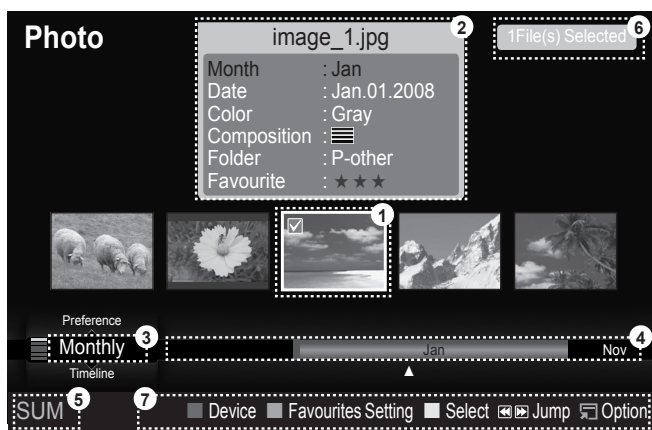 Photo
image_1.jpg
2
1File(s) Selected
6
Month : Jan
Date : Jan.01.2008
Color : Gray
Composition :
Folder : P-other
Favourite : ★★★
1
Preference
3
Monthly
Jan
Nov
4
Timeline
SUM
5
7
Device
Favourites Setting
Select
Jump
Option